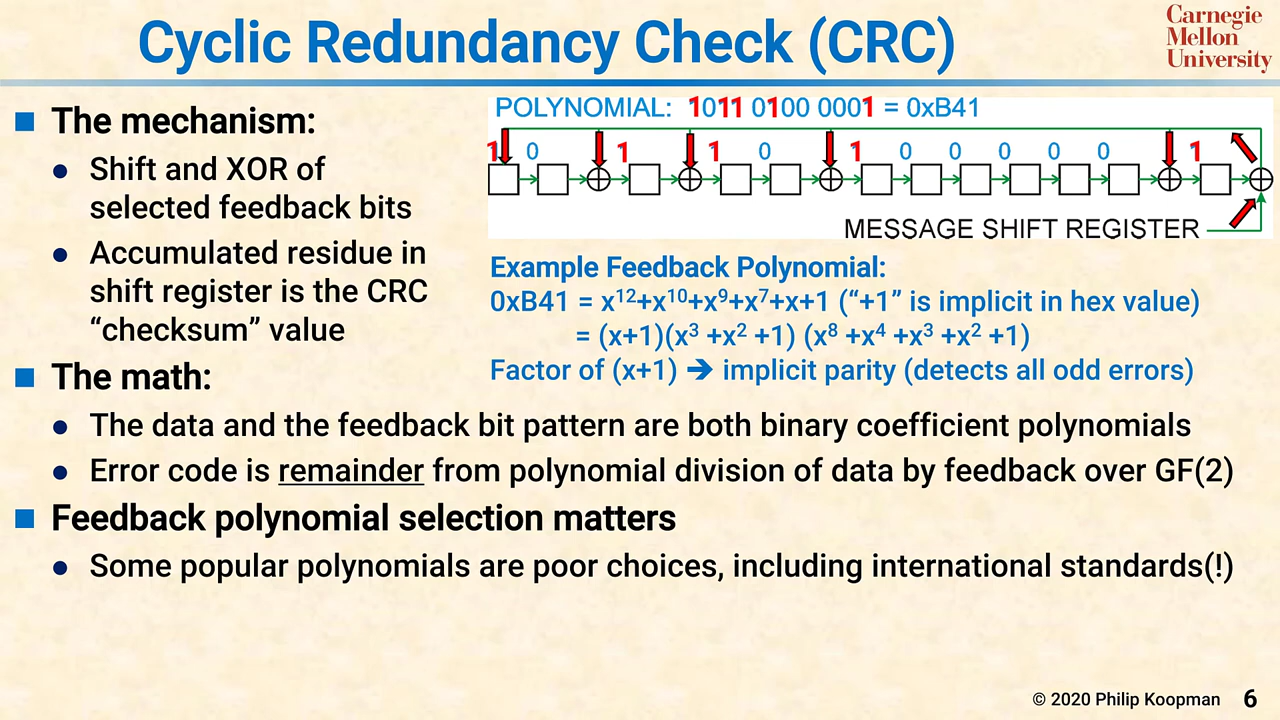 Cyclic Redundancy Check (CRC)
Carnegie
Mellon
University
■ The mechanism:
● Shift and XOR of
selected feedback bits
● Accumulated residue in
shift register is the CRC
“checksum” value
POLYNOMIAL: 1011 0100 0001 = 0xB41
1 0 1 1 0 1 0 0 0 0 0 1
MESSAGE SHIFT REGISTER
Example Feedback Polynomial:
0xB41 = x¹²+x¹⁰+x⁹+x⁷+x+1 (“+1” is implicit in hex value)
= (x+1)(x³ +x² +1) (x⁸ +x⁴ +x³ +x² +1)
Factor of (x+1) ➔ implicit parity (detects all odd errors)
■ The math:
● The data and the feedback bit pattern are both binary coefficient polynomials
● Error code is remainder from polynomial division of data by feedback over GF(2)
■ Feedback polynomial selection matters
● Some popular polynomials are poor choices, including international standards(!)
© 2020 Philip Koopman 6